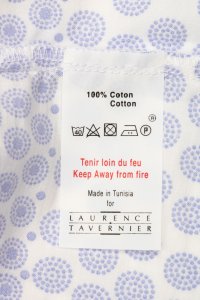 100% Coton
Cotton
Tenir loin du feu
Keep Away from fire
Made in Tunisia
for
LAURENCE
TAVERNIER